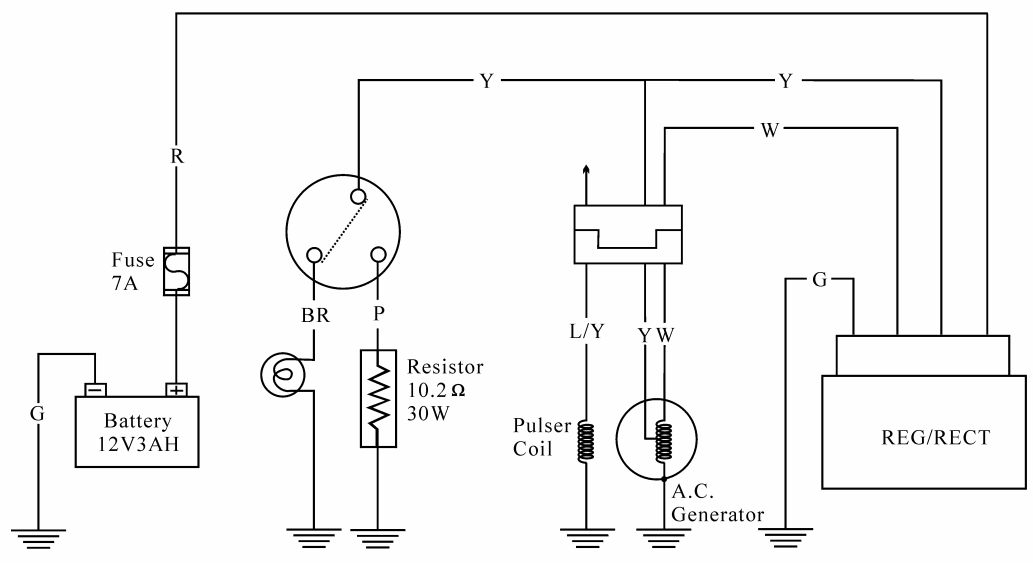 Y
Y
W
R
Fuse
7A
G
BR
P
L/Y
Y W
Resistor
10.2 Ω
30W
G
− +
Battery
12V3AH
Pulser
Coil
REG/RECT
A.C.
Generator